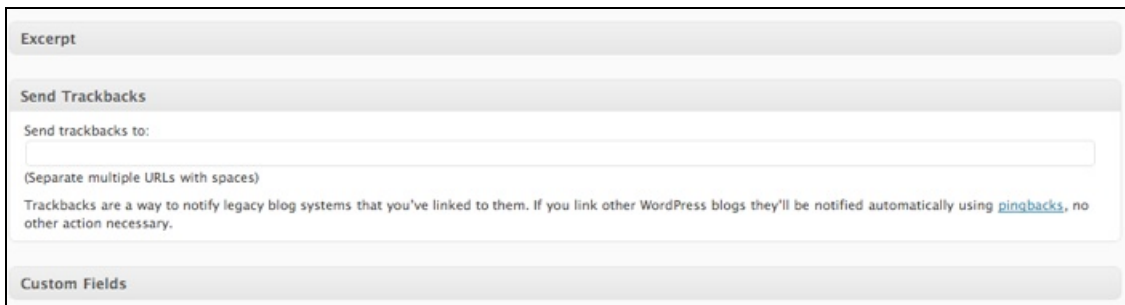 Excerpt
Send Trackbacks
Send trackbacks to:
(Separate multiple URLs with spaces)
Trackbacks are a way to notify legacy blog systems that you've linked to them. If you link other WordPress blogs they'll be notified automatically using pingbacks, no
other action necessary.
Custom Fields